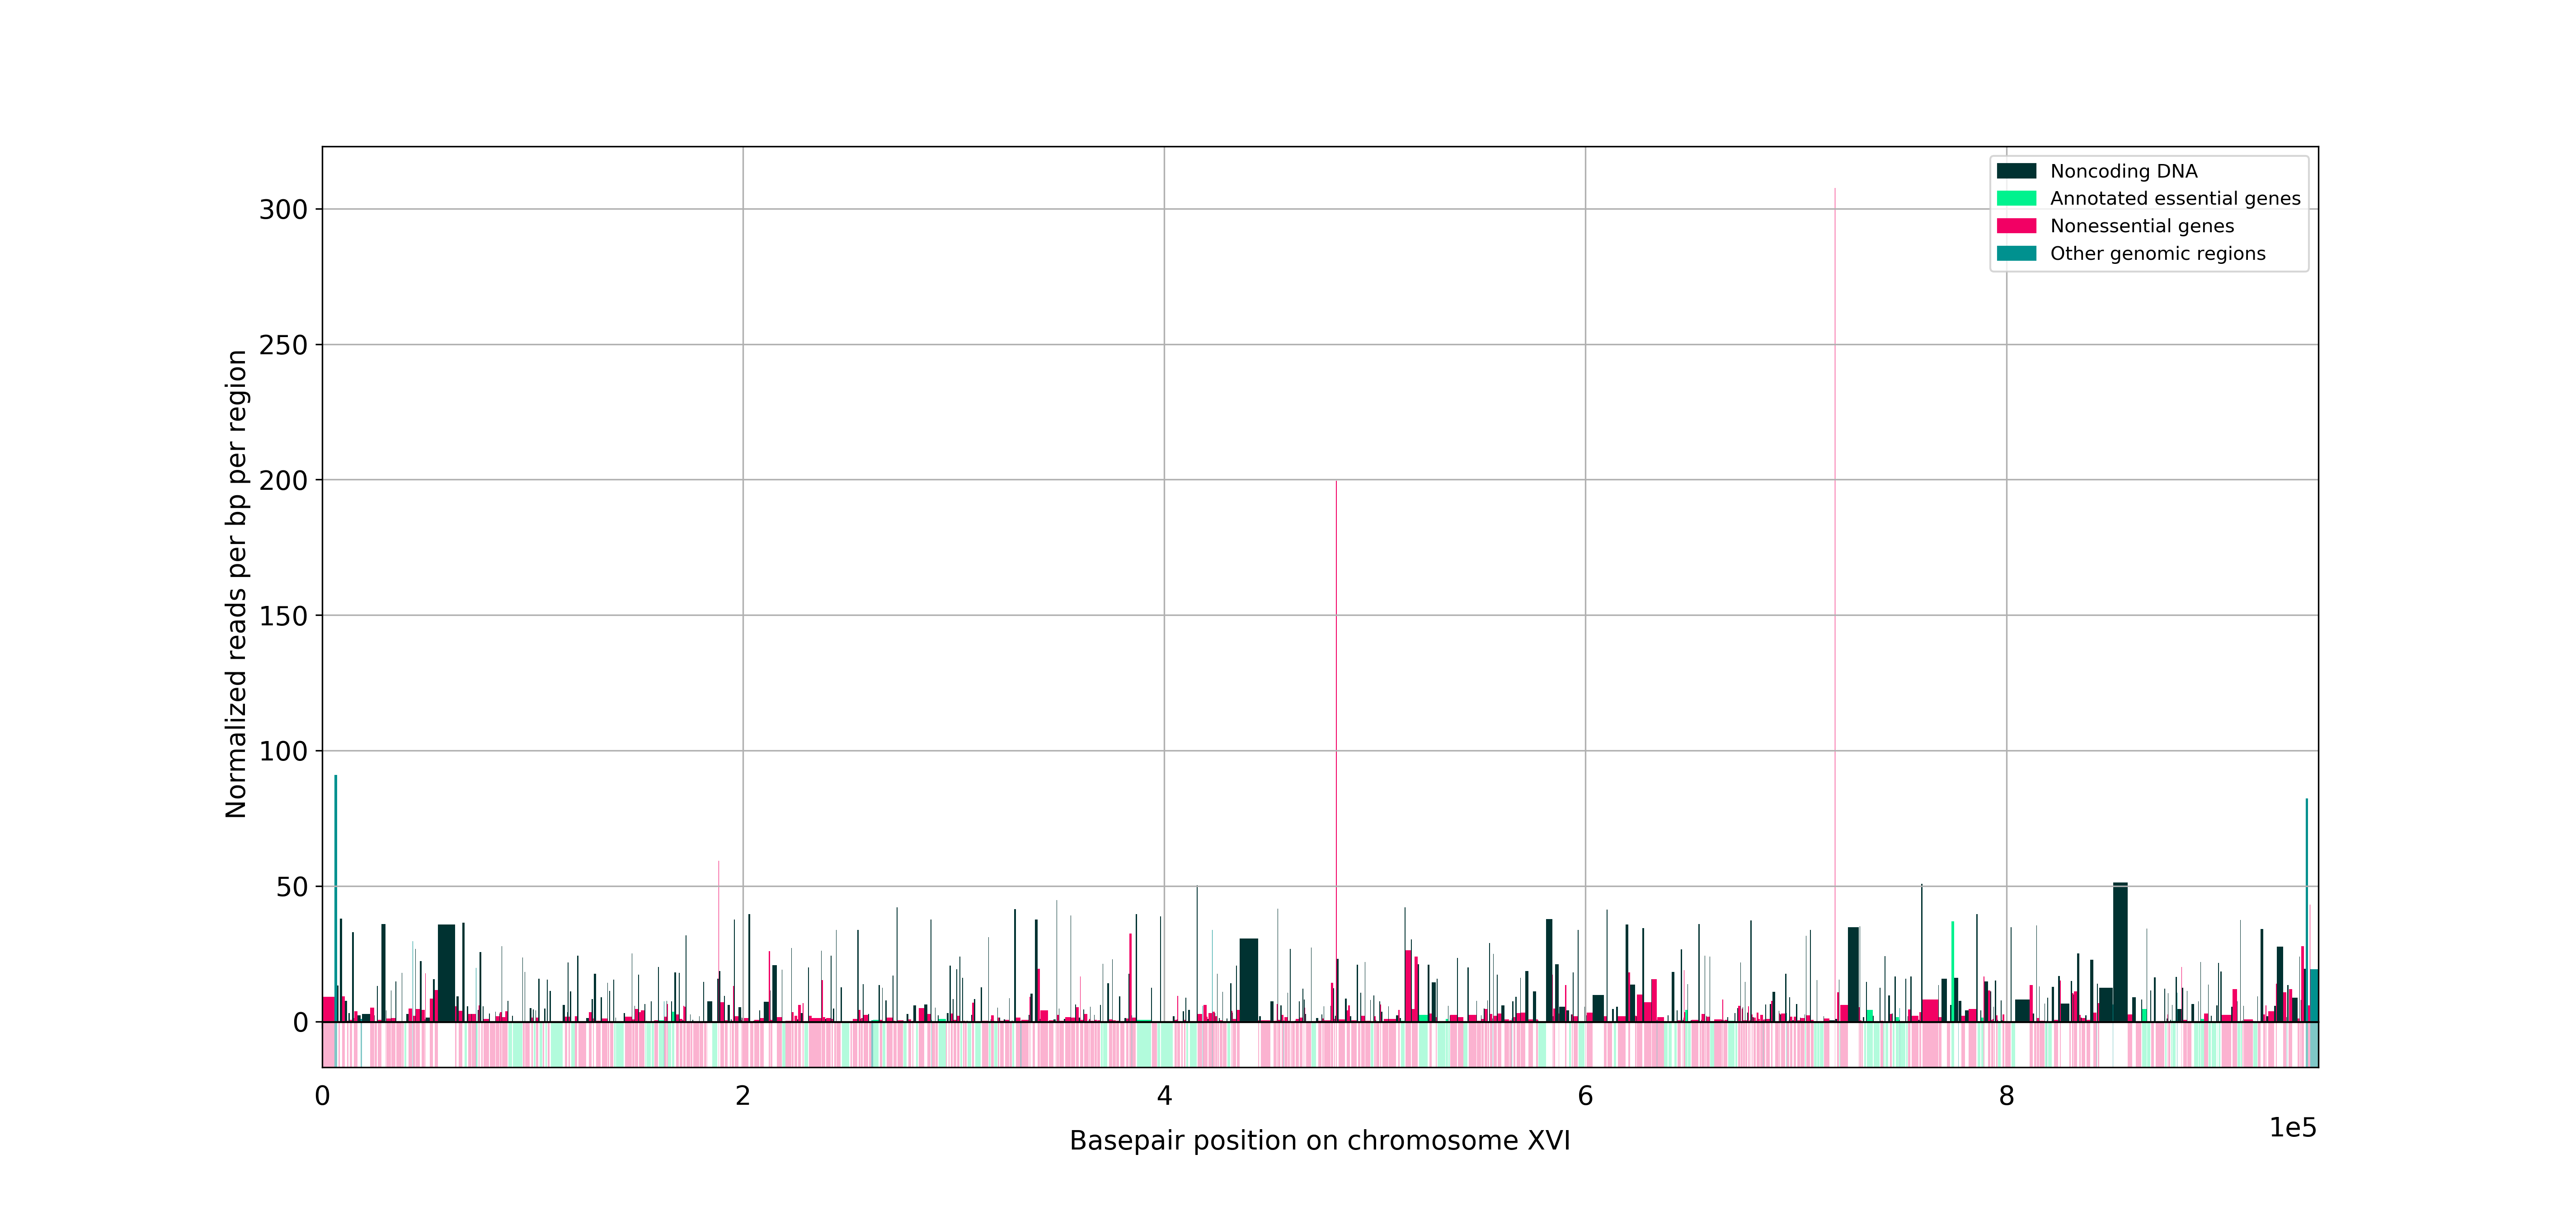 Noncoding DNA
Annotated essential genes
Nonessential genes
Other genomic regions
Normalized reads per bp per region
300
250
200
150
100
50
0
0 2 4 6 8
1e5
Basepair position on chromosome XVI